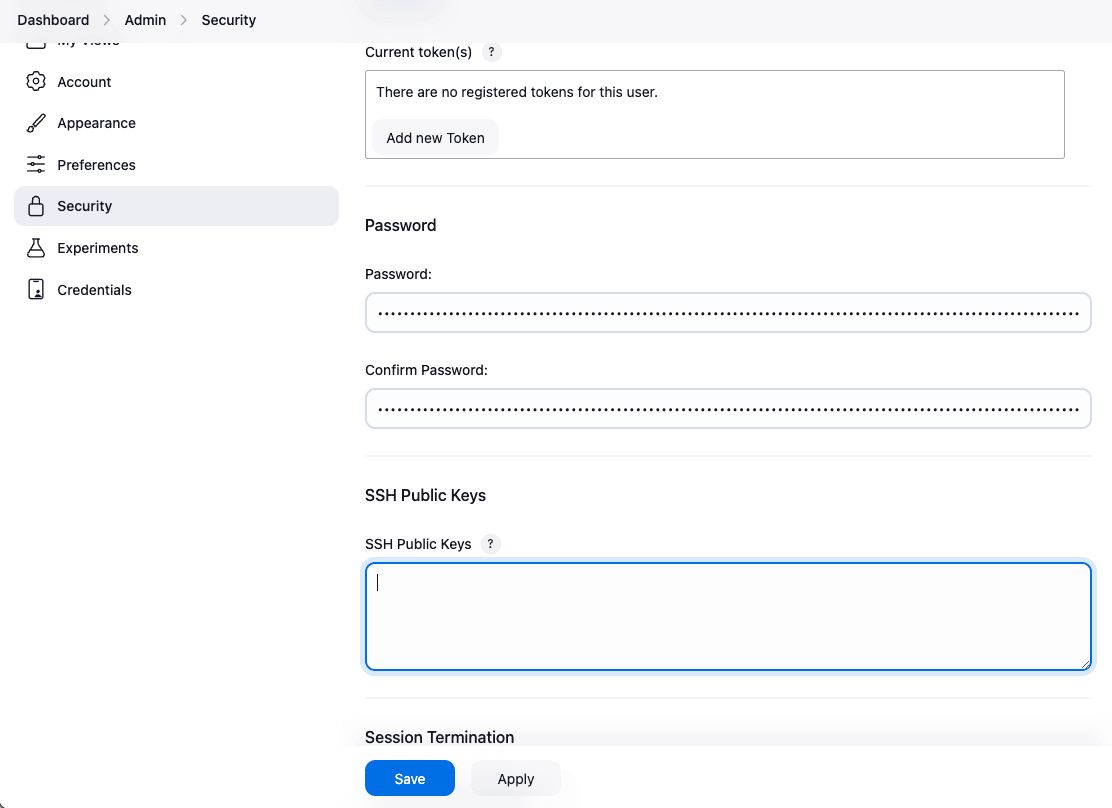 Dashboard > Admin > Security
My Views
Account
Appearance
Preferences
Security
Experiments
Credentials
Current token(s) ?
There are no registered tokens for this user.
Add new Token
Password
Password:
Confirm Password:
SSH Public Keys
SSH Public Keys ?
Session Termination
Save Apply